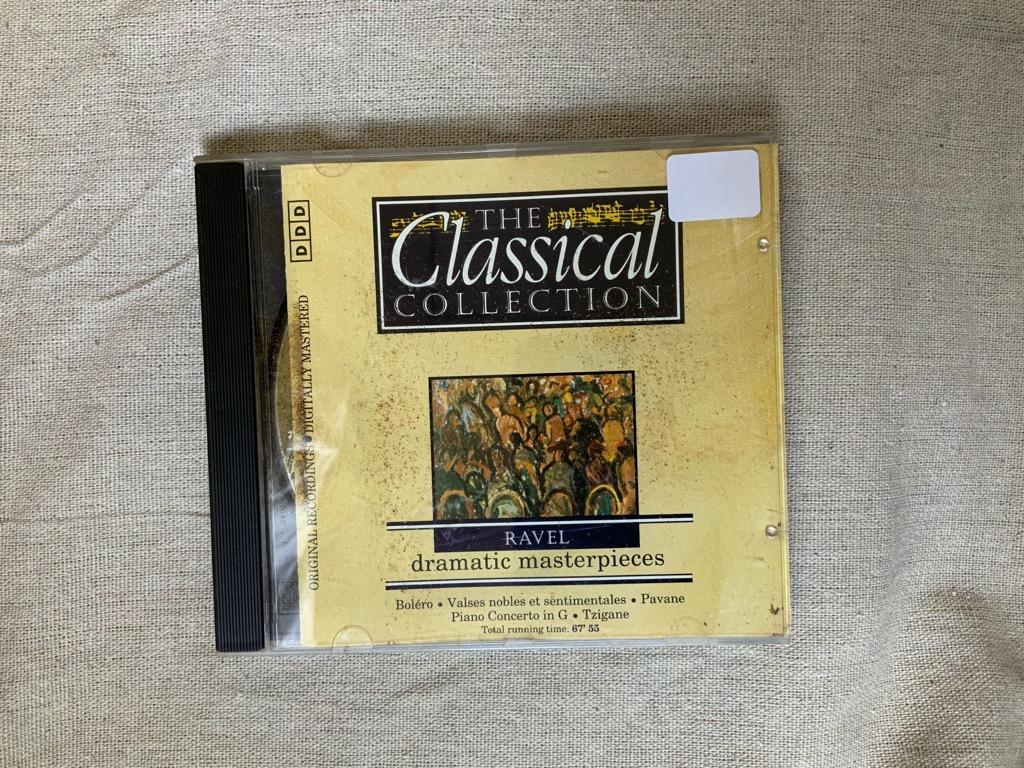 THE
Classical
COLLECTION
DDD
ORIGINAL RECORDINGS • DIGITALLY MASTERED
RAVEL
dramatic masterpieces
Boléro • Valses nobles et sentimentales • Pavane
Piano Concerto in G • Tzigane
Total running time: 67' 55